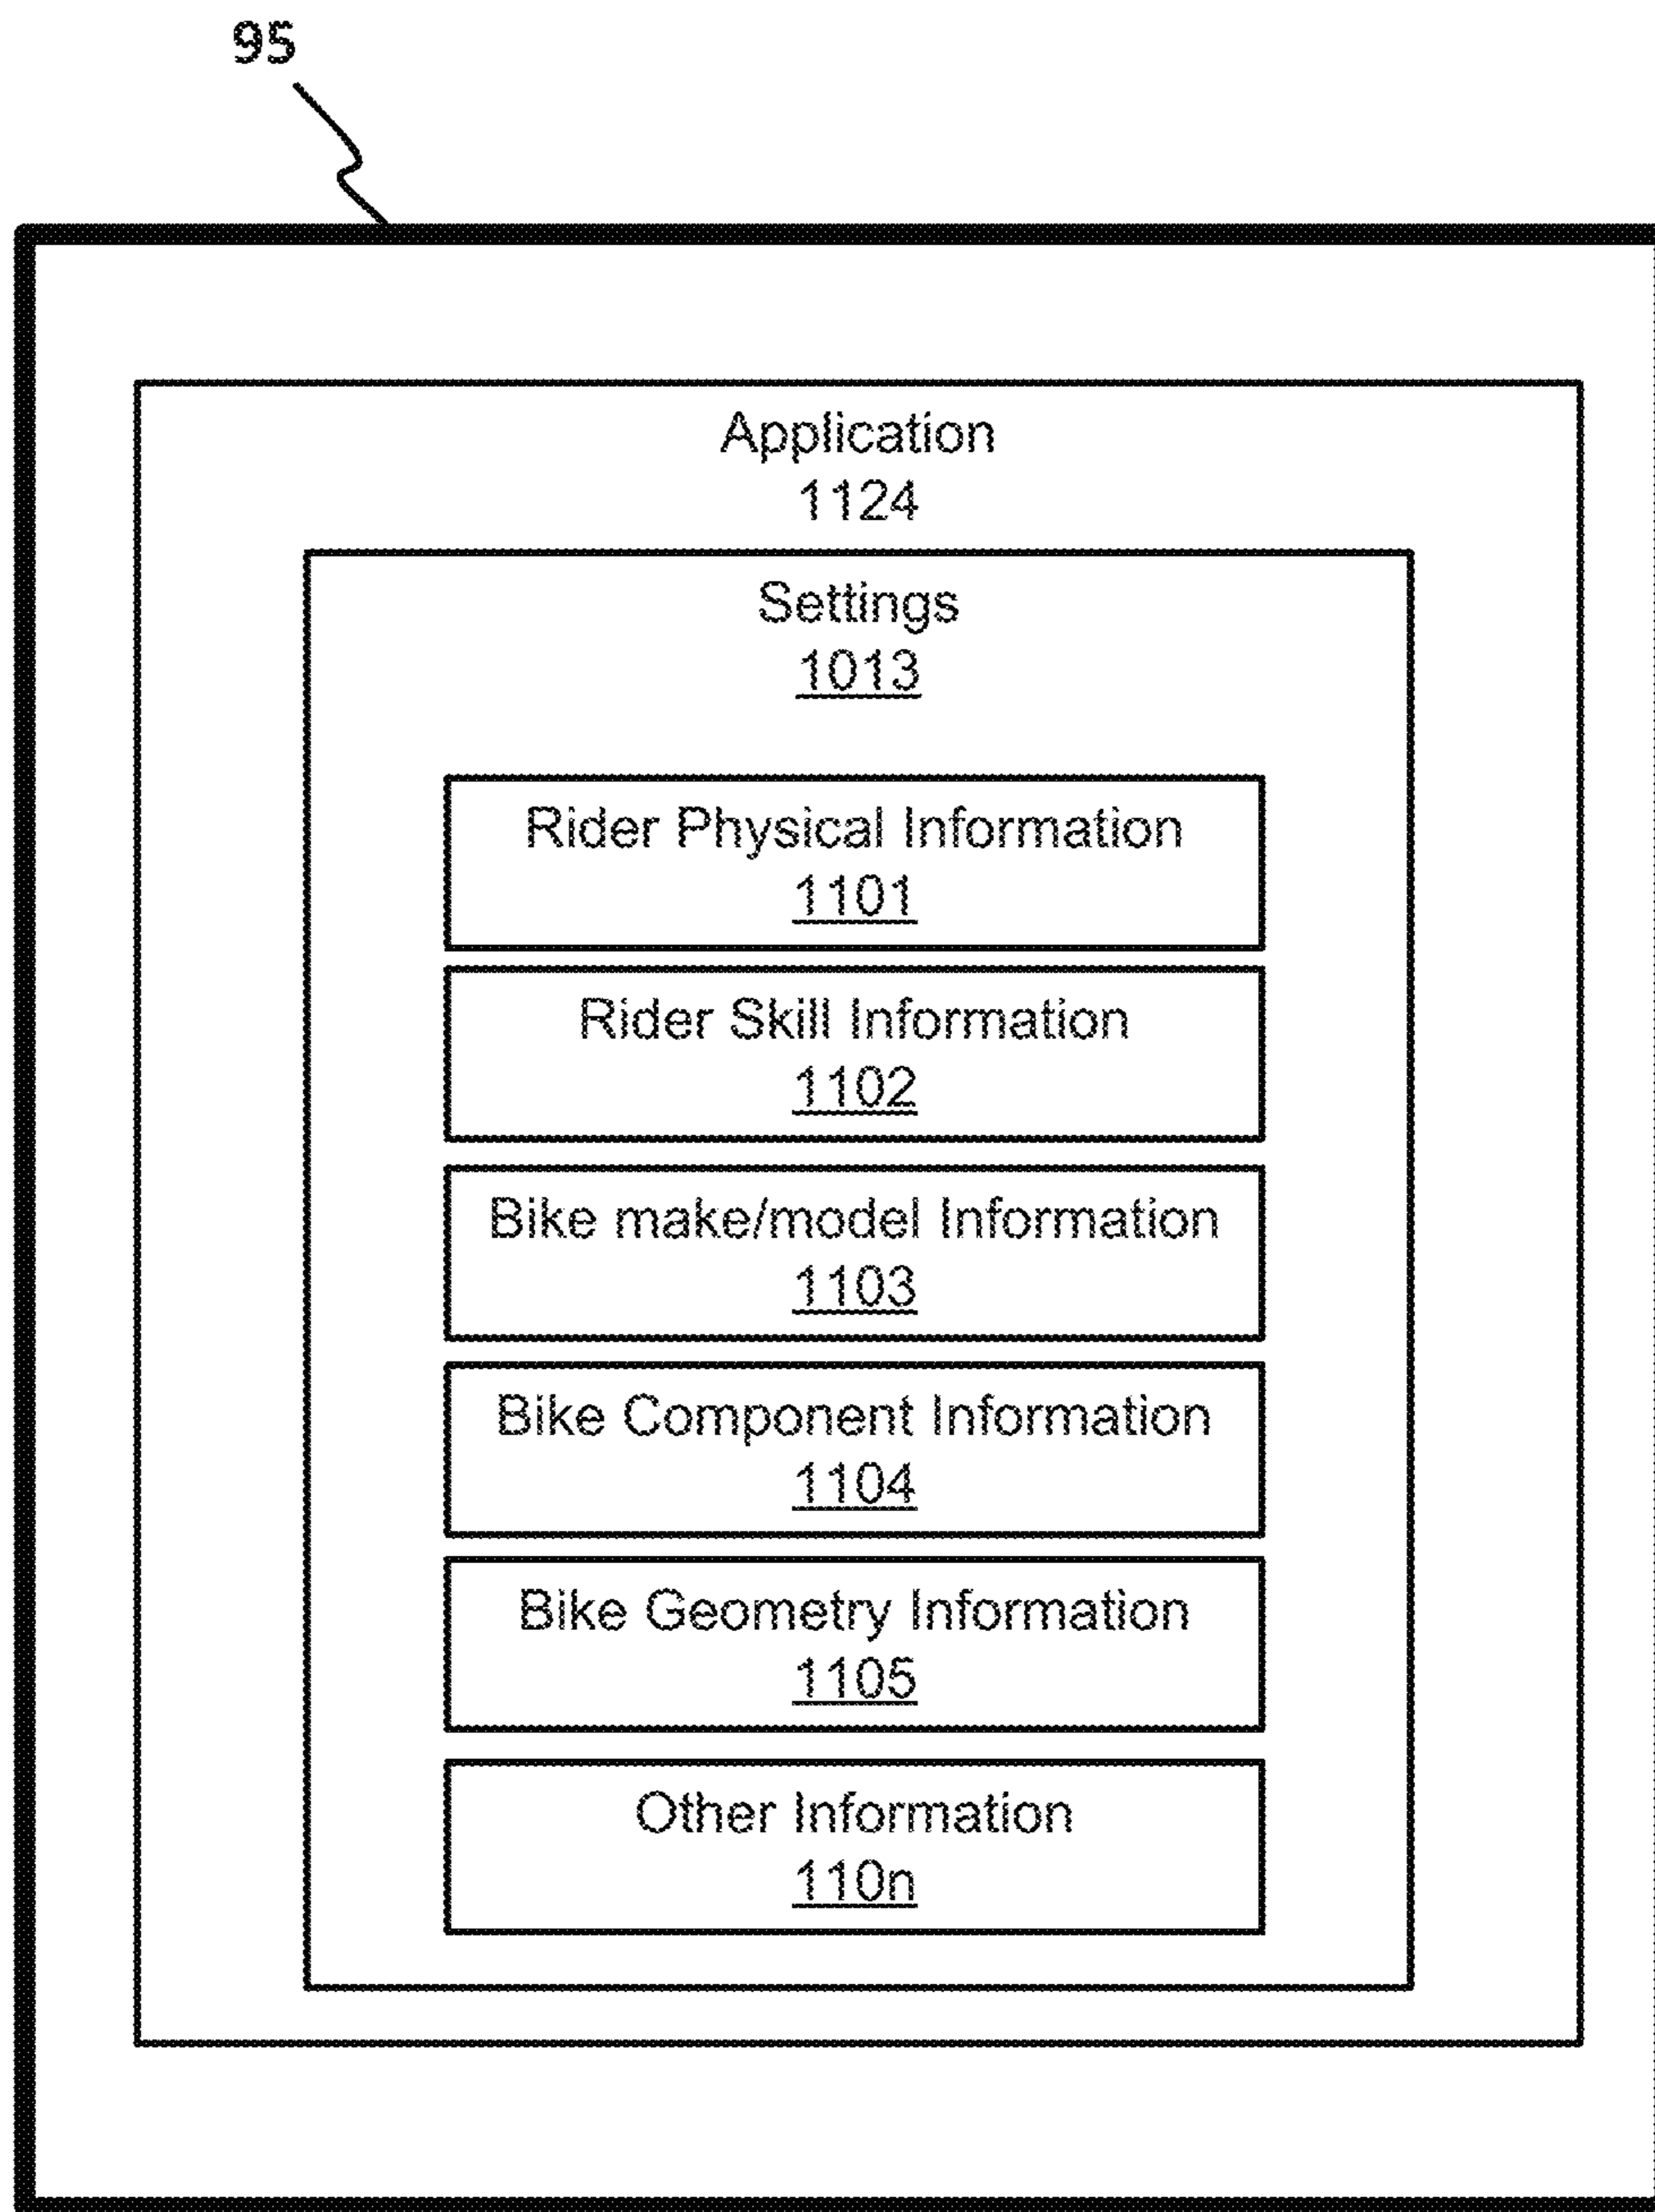 95
Application
1124
Settings
1013
Rider Physical Information
1101
Rider Skill Information
1102
Bike make/model Information
1103
Bike Component Information
1104
Bike Geometry Information
1105
Other Information
110n